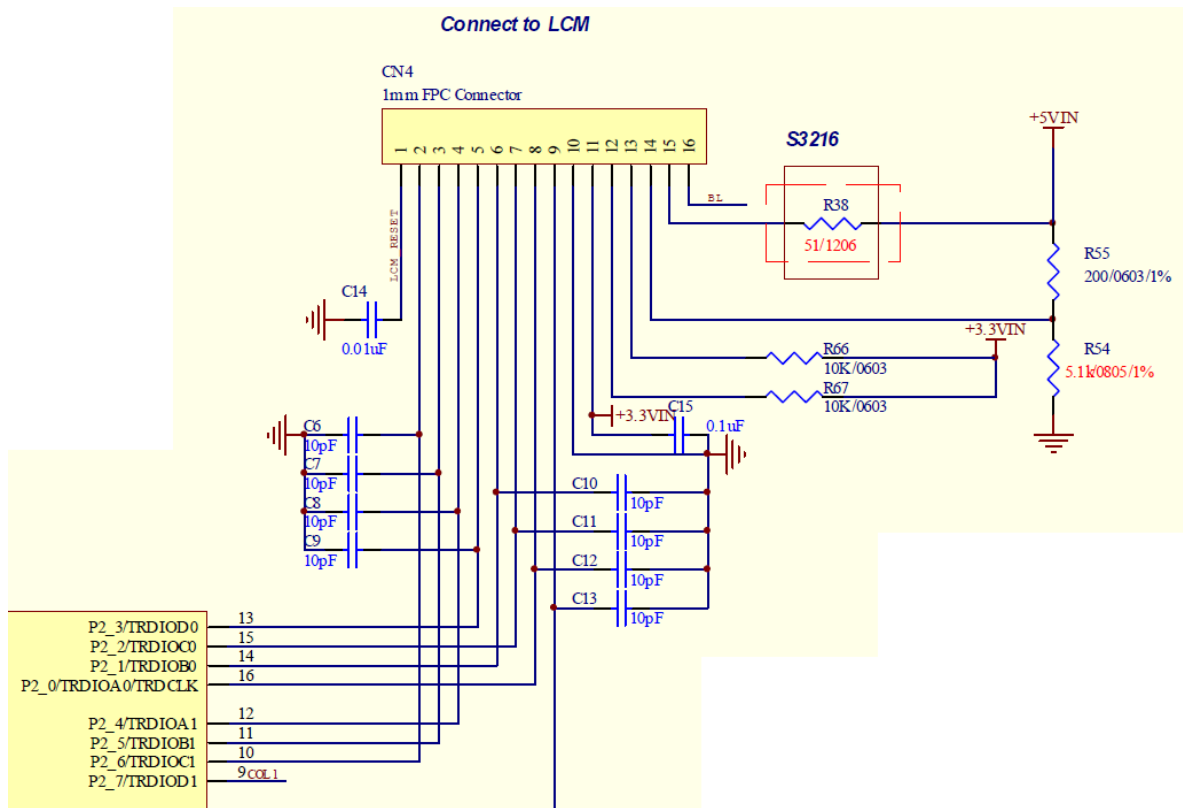 Connect to LCM
CN4
1mm FPC Connector
1 2 3 4 5 6 7 8 9 10 11 12 13 14 15 16
S3216
+5VIN
BL
R38
51/1206
LCM RESET
R55
200/0603/1%
C14
0.01uF
+3.3VIN
R66
10K/0603
R54
5.1k/0805/1%
R67
10K/0603
+3.3VIN
C15
0.1uF
C6
10pF
C7
10pF
C8
10pF
C9
10pF
C10
10pF
C11
10pF
C12
10pF
C13
10pF
P2_3/TRDIOD0 13
P2_2/TRDIOC0 15
P2_1/TRDIOB0 14
P2_0/TRDIOA0/TRDCLK 16
P2_4/TRDIOA1 12
P2_5/TRDIOB1 11
P2_6/TRDIOC1 10
P2_7/TRDIOD1 9 COL1